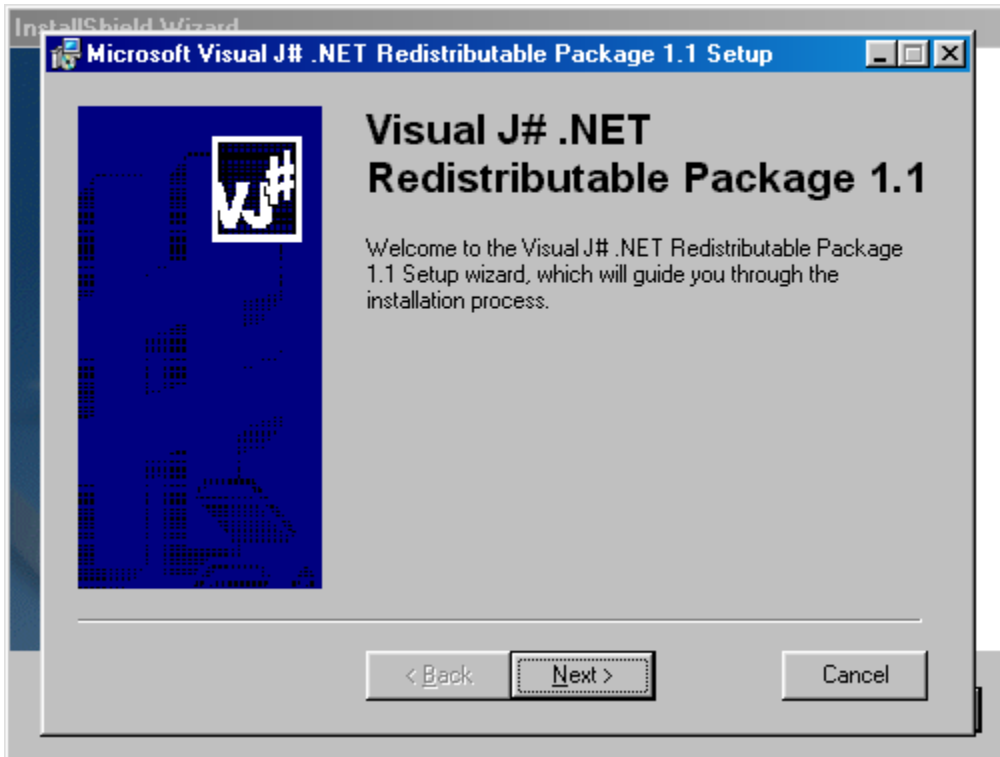 InstallShield Wizard
Microsoft Visual J# .NET Redistributable Package 1.1 Setup
VJ#
Visual J# .NET
Redistributable Package 1.1
Welcome to the Visual J# .NET Redistributable Package
1.1 Setup wizard, which will guide you through the
installation process.
< Back
Next >
Cancel